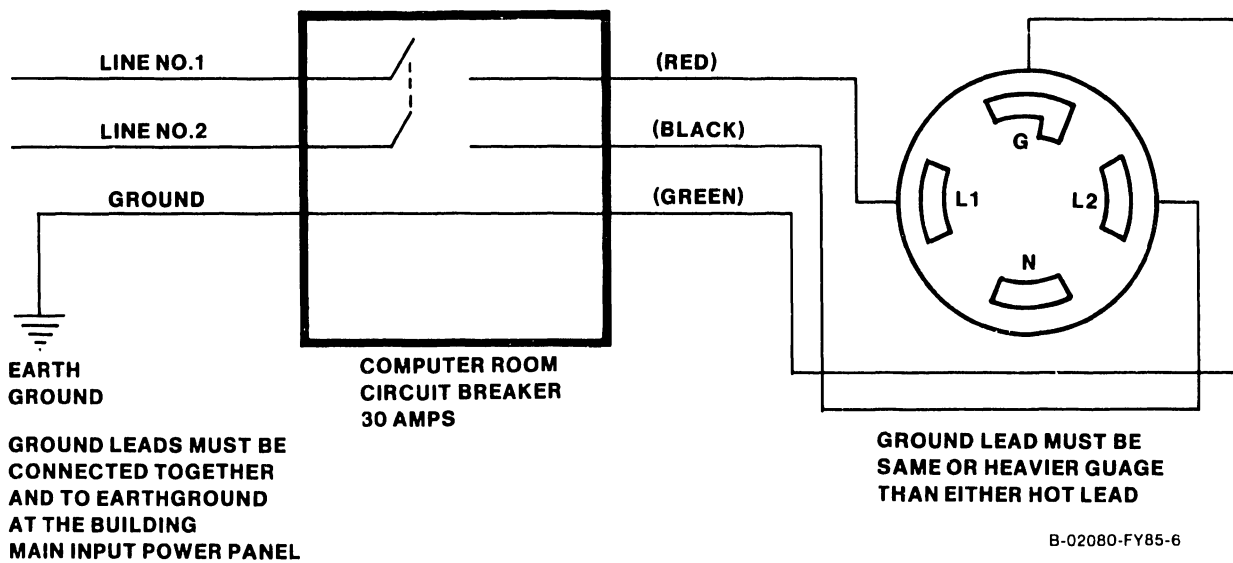 LINE NO.1
(RED)
LINE NO.2
(BLACK)
GROUND
(GREEN)
G
L1
L2
N
EARTH
GROUND
COMPUTER ROOM
CIRCUIT BREAKER
30 AMPS
GROUND LEADS MUST BE
CONNECTED TOGETHER
AND TO EARTHGROUND
AT THE BUILDING
MAIN INPUT POWER PANEL
GROUND LEAD MUST BE
SAME OR HEAVIER GUAGE
THAN EITHER HOT LEAD
B-02080-FY85-6